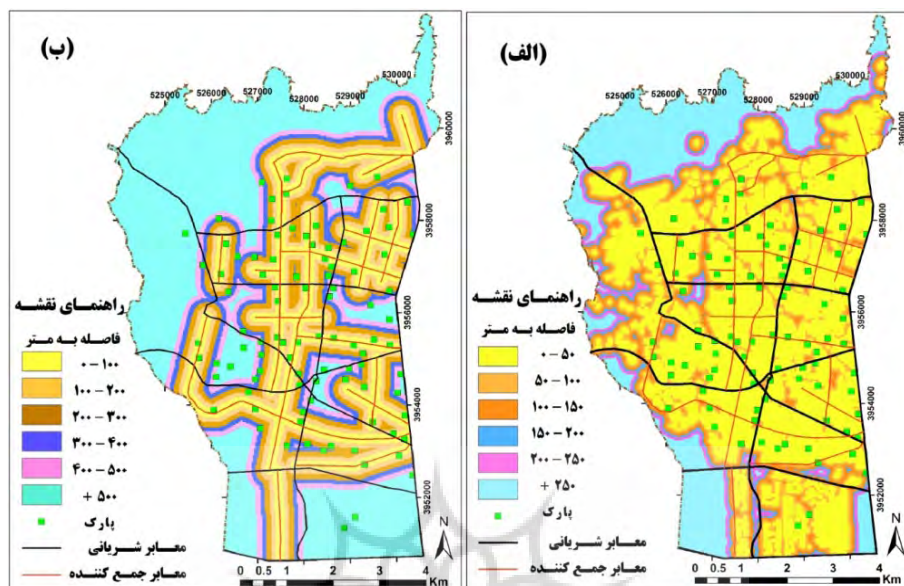 (الف)
525000
526000
527000
528000
529000
530000
3960000
3958000
3956000
3954000
3952000
راهنمای نقشه
فاصله به متر
۰-۵۰
۵۰-۱۰۰
۱۰۰-۱۵۰
۱۵۰-۲۰۰
۲۰۰-۲۵۰
+ ۲۵۰
پارک
معابر شریانی
معابر جمع کننده
N
0 0.5 1 2 3 4
Km
(ب)
525000
526000
527000
528000
529000
530000
3960000
3958000
3956000
3954000
3952000
راهنمای نقشه
فاصله به متر
۰-۱۰۰
۱۰۰-۲۰۰
۲۰۰-۳۰۰
۳۰۰-۴۰۰
۴۰۰-۵۰۰
+ ۵۰۰
پارک
معابر شریانی
معابر جمع کننده
N
0 0.5 1 2 3 4
Km